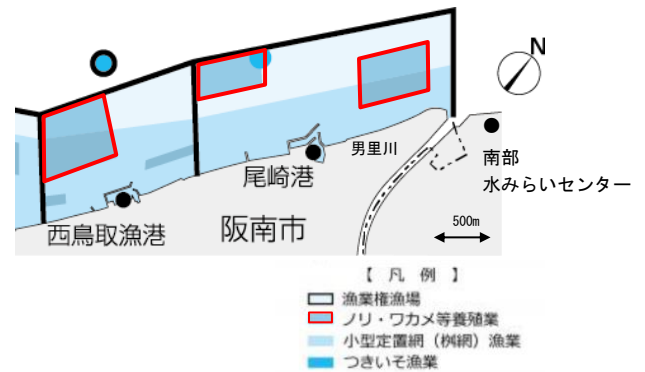 N
男里川
南部
水みらいセンター
尾崎港
西鳥取漁港
阪南市
500m
【 凡 例 】
漁業権漁場
ノリ・ワカメ等養殖業
小型定置網（桝網）漁業
つきいそ漁業